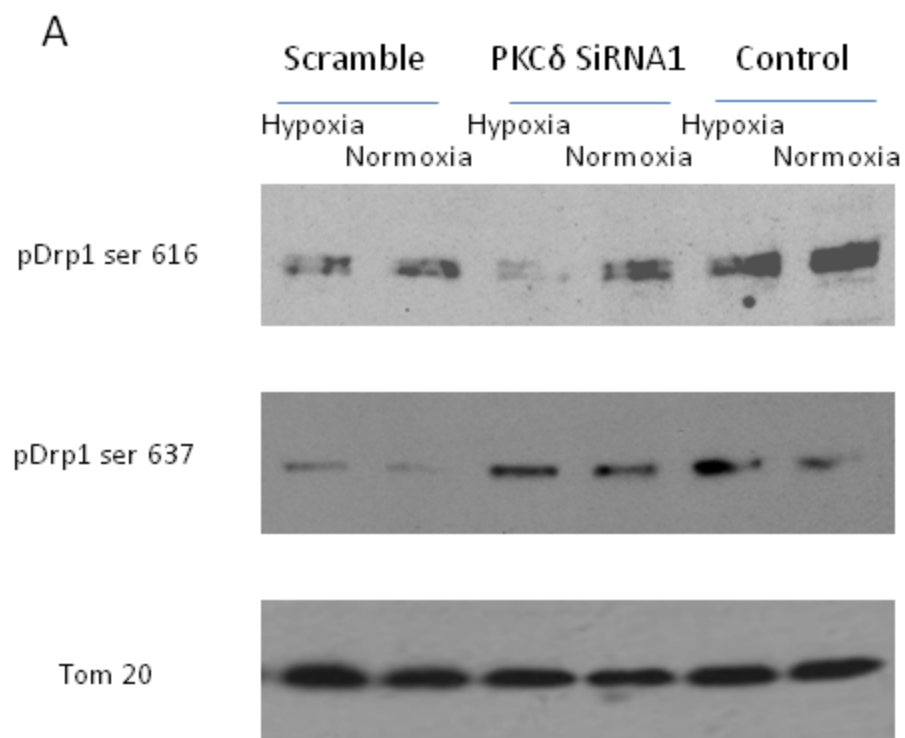 A
Scramble PKCδ SiRNA1 Control
Hypoxia Hypoxia Hypoxia
Normoxia Normoxia Normoxia
pDrp1 ser 616
pDrp1 ser 637
Tom 20